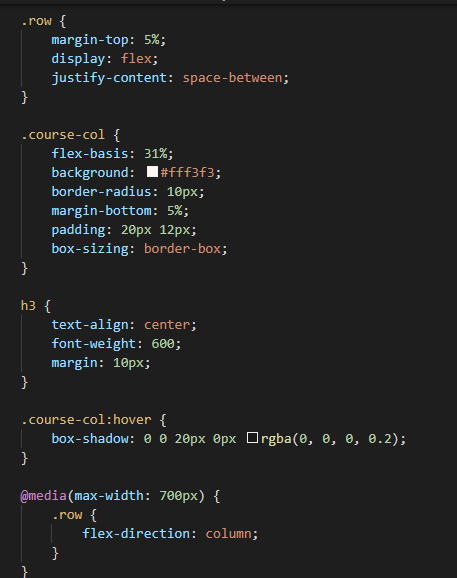 .row {
    margin-top: 5%;
    display: flex;
    justify-content: space-between;
}

.course-col {
    flex-basis: 31%;
    background: #fff3f3;
    border-radius: 10px;
    margin-bottom: 5%;
    padding: 20px 12px;
    box-sizing: border-box;
}

h3 {
    text-align: center;
    font-weight: 600;
    margin: 10px;
}

.course-col:hover {
    box-shadow: 0 0 20px 0px rgba(0, 0, 0, 0.2);
}

@media(max-width: 700px) {
    .row {
        flex-direction: column;
    }
}